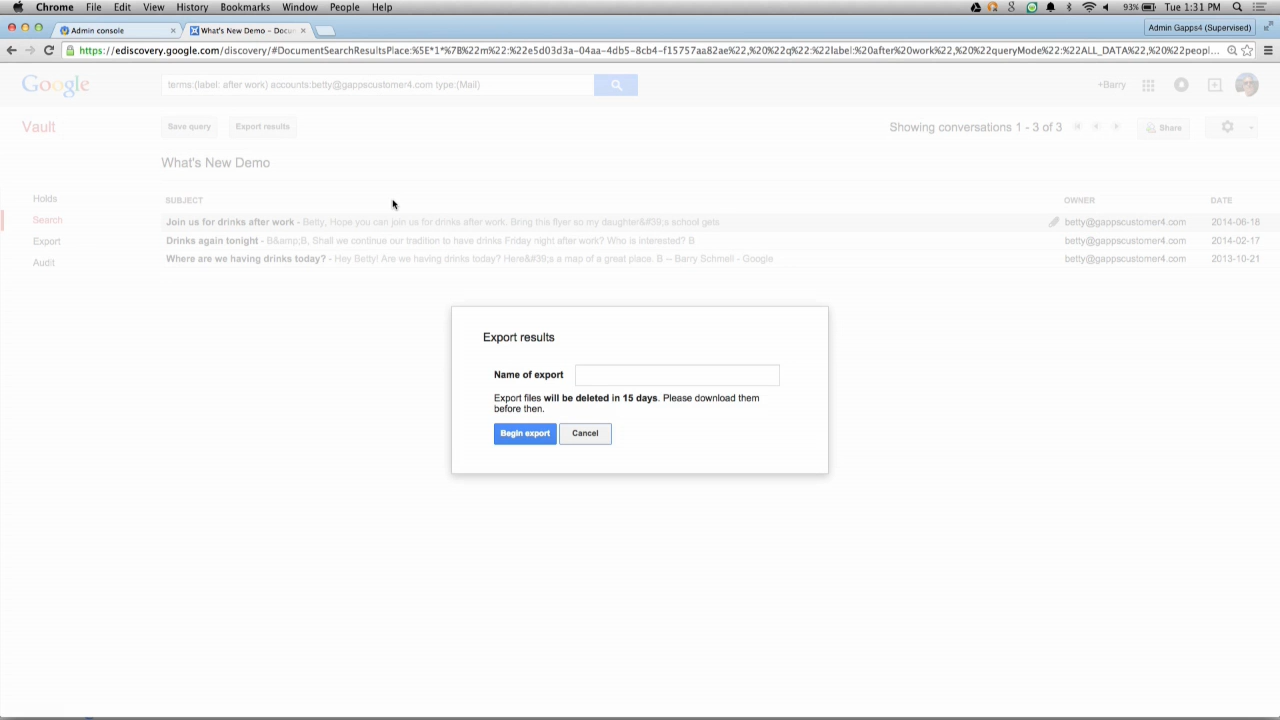 Chrome File Edit View History Bookmarks Window People Help 93% Tue 1:31 PM
Admin console What's New Demo - Docu Admin Gapps4 (Supervised)
https://ediscovery.google.com/discovery/#DocumentSearchResultsPlace:%5E*1*%7B%22m%22:%22e5d03d3a-04aa-4db5-8cb4-f15757aa82ae%22,%20%22q%22:%22label:%20after%20work%22,%20%22queryMode%22:%22ALL_DATA%22,%20%22peopl...
Google terms:(label: after work) accounts:betty@gappscustomer4.com type:(Mail) +Barry
Vault Save query Export results Showing conversations 1 - 3 of 3 Share
What's New Demo
Holds
Search
Export
Audit
SUBJECT OWNER DATE
Join us for drinks after work - Betty, Hope you can join us for drinks after work. Bring this flyer so my daughter&#39;s school gets betty@gappscustomer4.com 2014-06-18
Drinks again tonight - B&amp;B, Shall we continue our tradition to have drinks Friday night after work? Who is interested? B betty@gappscustomer4.com 2014-02-17
Where are we having drinks today? - Hey Betty! Are we having drinks today? Here&#39;s a map of a great place. B -- Barry Schmell - Google betty@gappscustomer4.com 2013-10-21
Export results
Name of export
Export files will be deleted in 15 days. Please download them
before then.
Begin export Cancel